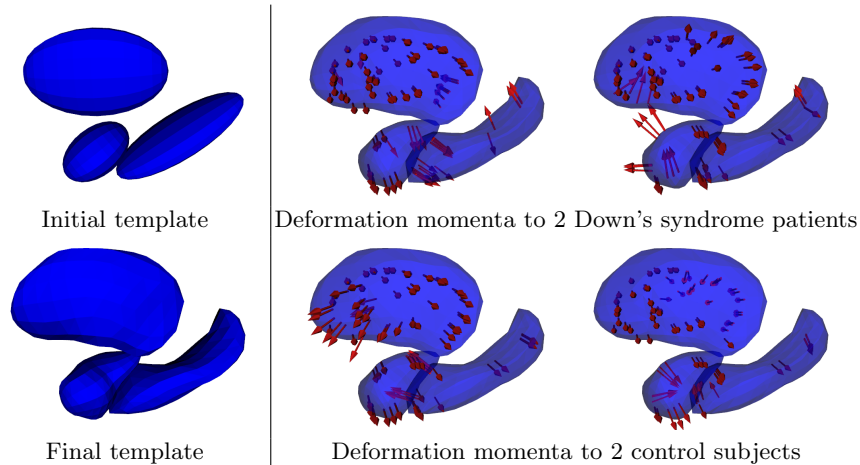 Initial template
Deformation momenta to 2 Down's syndrome patients
Final template
Deformation momenta to 2 control subjects